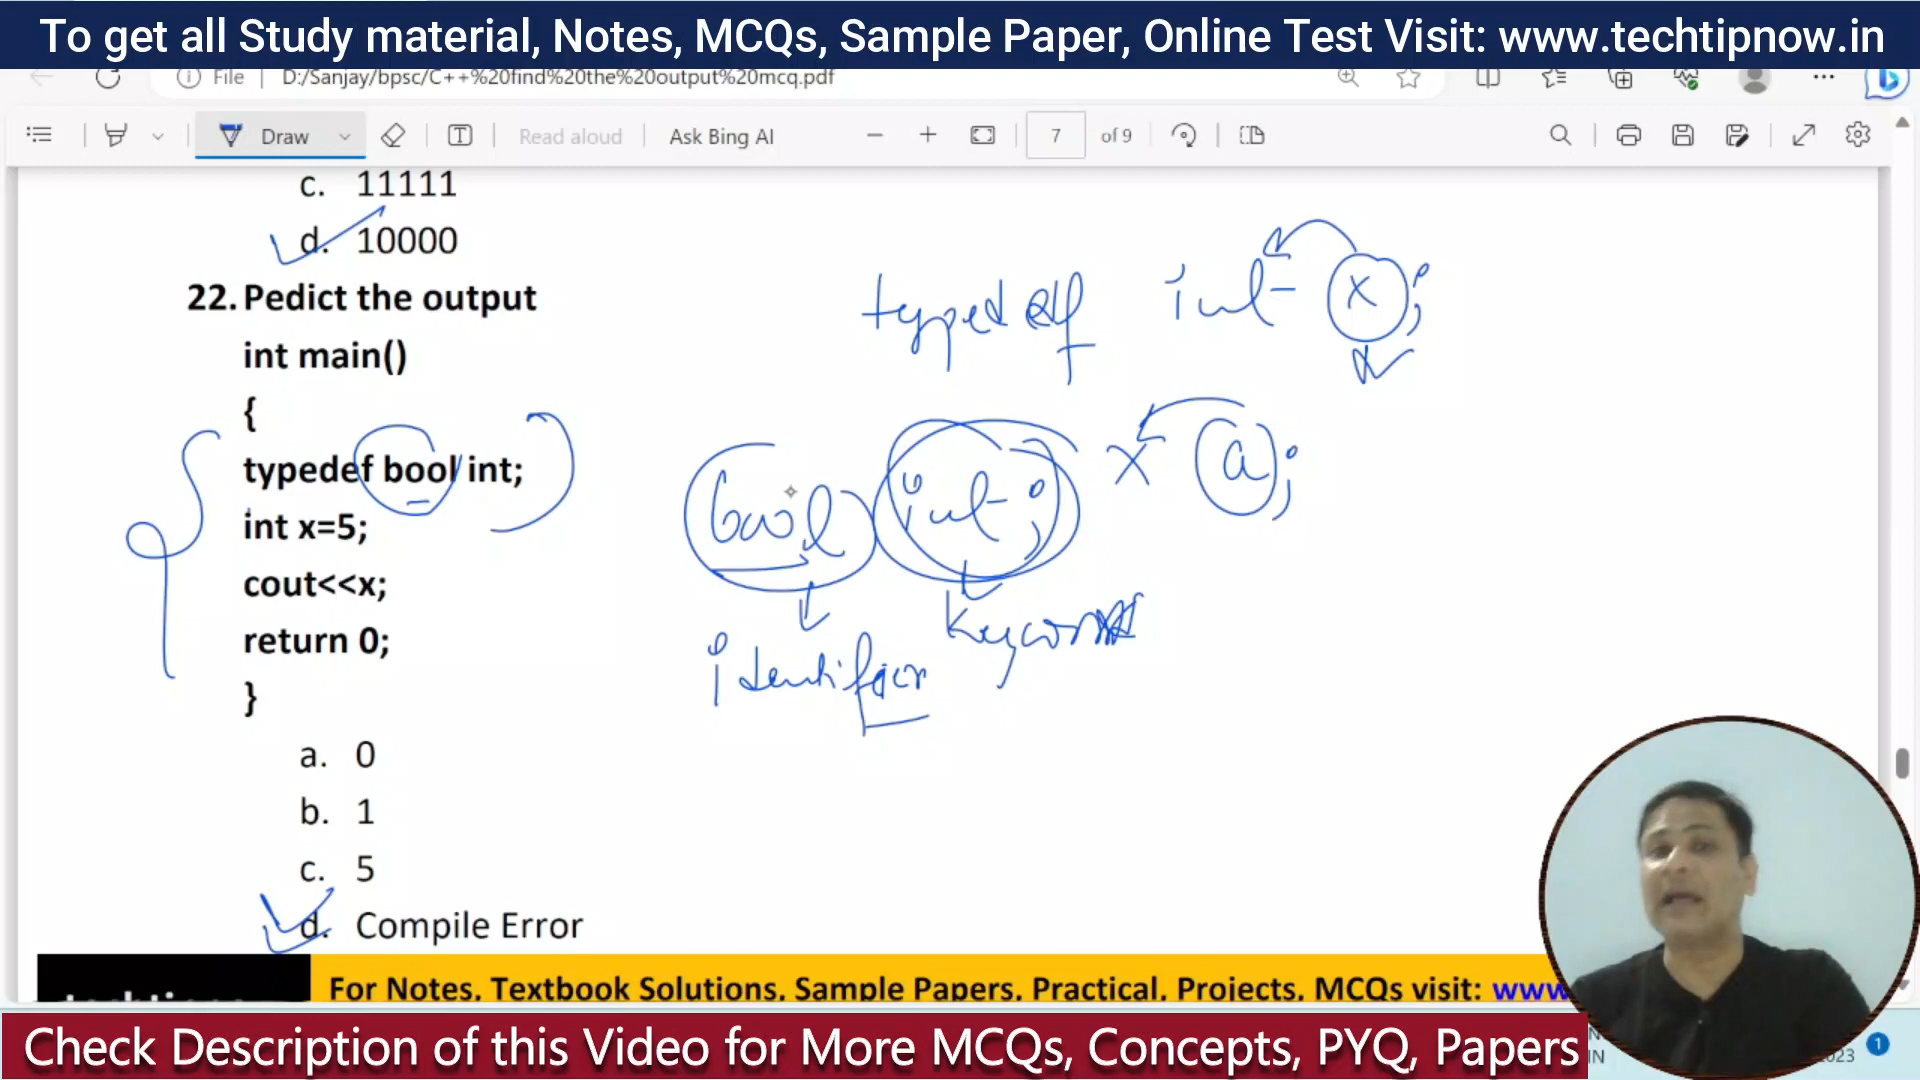 To get all Study material, Notes, MCQs, Sample Paper, Online Test Visit: www.techtipnow.in
File D:/Sanjay/bpsc/C++%20find%20the%20output%20mcq.pdf
Draw Read aloud Ask Bing AI 7 of 9
c. 11111
d. 10000
22. Pedict the output
int main()
{
typedef bool int;
int x=5;
cout<<x;
return 0;
}
a. 0
b. 1
c. 5
d. Compile Error
typedef int x;
x a;
bool int;
identifier
For Notes, Textbook Solutions, Sample Papers, Practical, Projects, MCQs visit: www
Check Description of this Video for More MCQs, Concepts, PYQ, Papers
IN
1